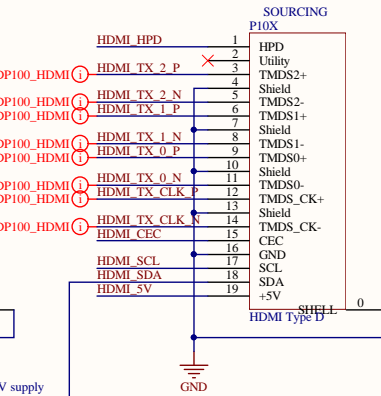 SOURCING
P10X
HDMI_HPD 1 HPD
2 Utility
DP100_HDMI i HDMI_TX_2_P 3 TMDS2+
4 Shield
DP100_HDMI i HDMI_TX_2_N 5 TMDS2-
DP100_HDMI i HDMI_TX_1_P 6 TMDS1+
7 Shield
DP100_HDMI i HDMI_TX_1_N 8 TMDS1-
DP100_HDMI i HDMI_TX_0_P 9 TMDS0+
10 Shield
DP100_HDMI i HDMI_TX_0_N 11 TMDS0-
DP100_HDMI i HDMI_TX_CLK_P 12 TMDS_CK+
13 Shield
DP100_HDMI i HDMI_TX_CLK_N 14 TMDS_CK-
HDMI_CEC 15 CEC
16 GND
HDMI_SCL 17 SCL
HDMI_SDA 18 SDA
HDMI_5V 19 +5V
SHELL 0
HDMI Type D
GND
V supply